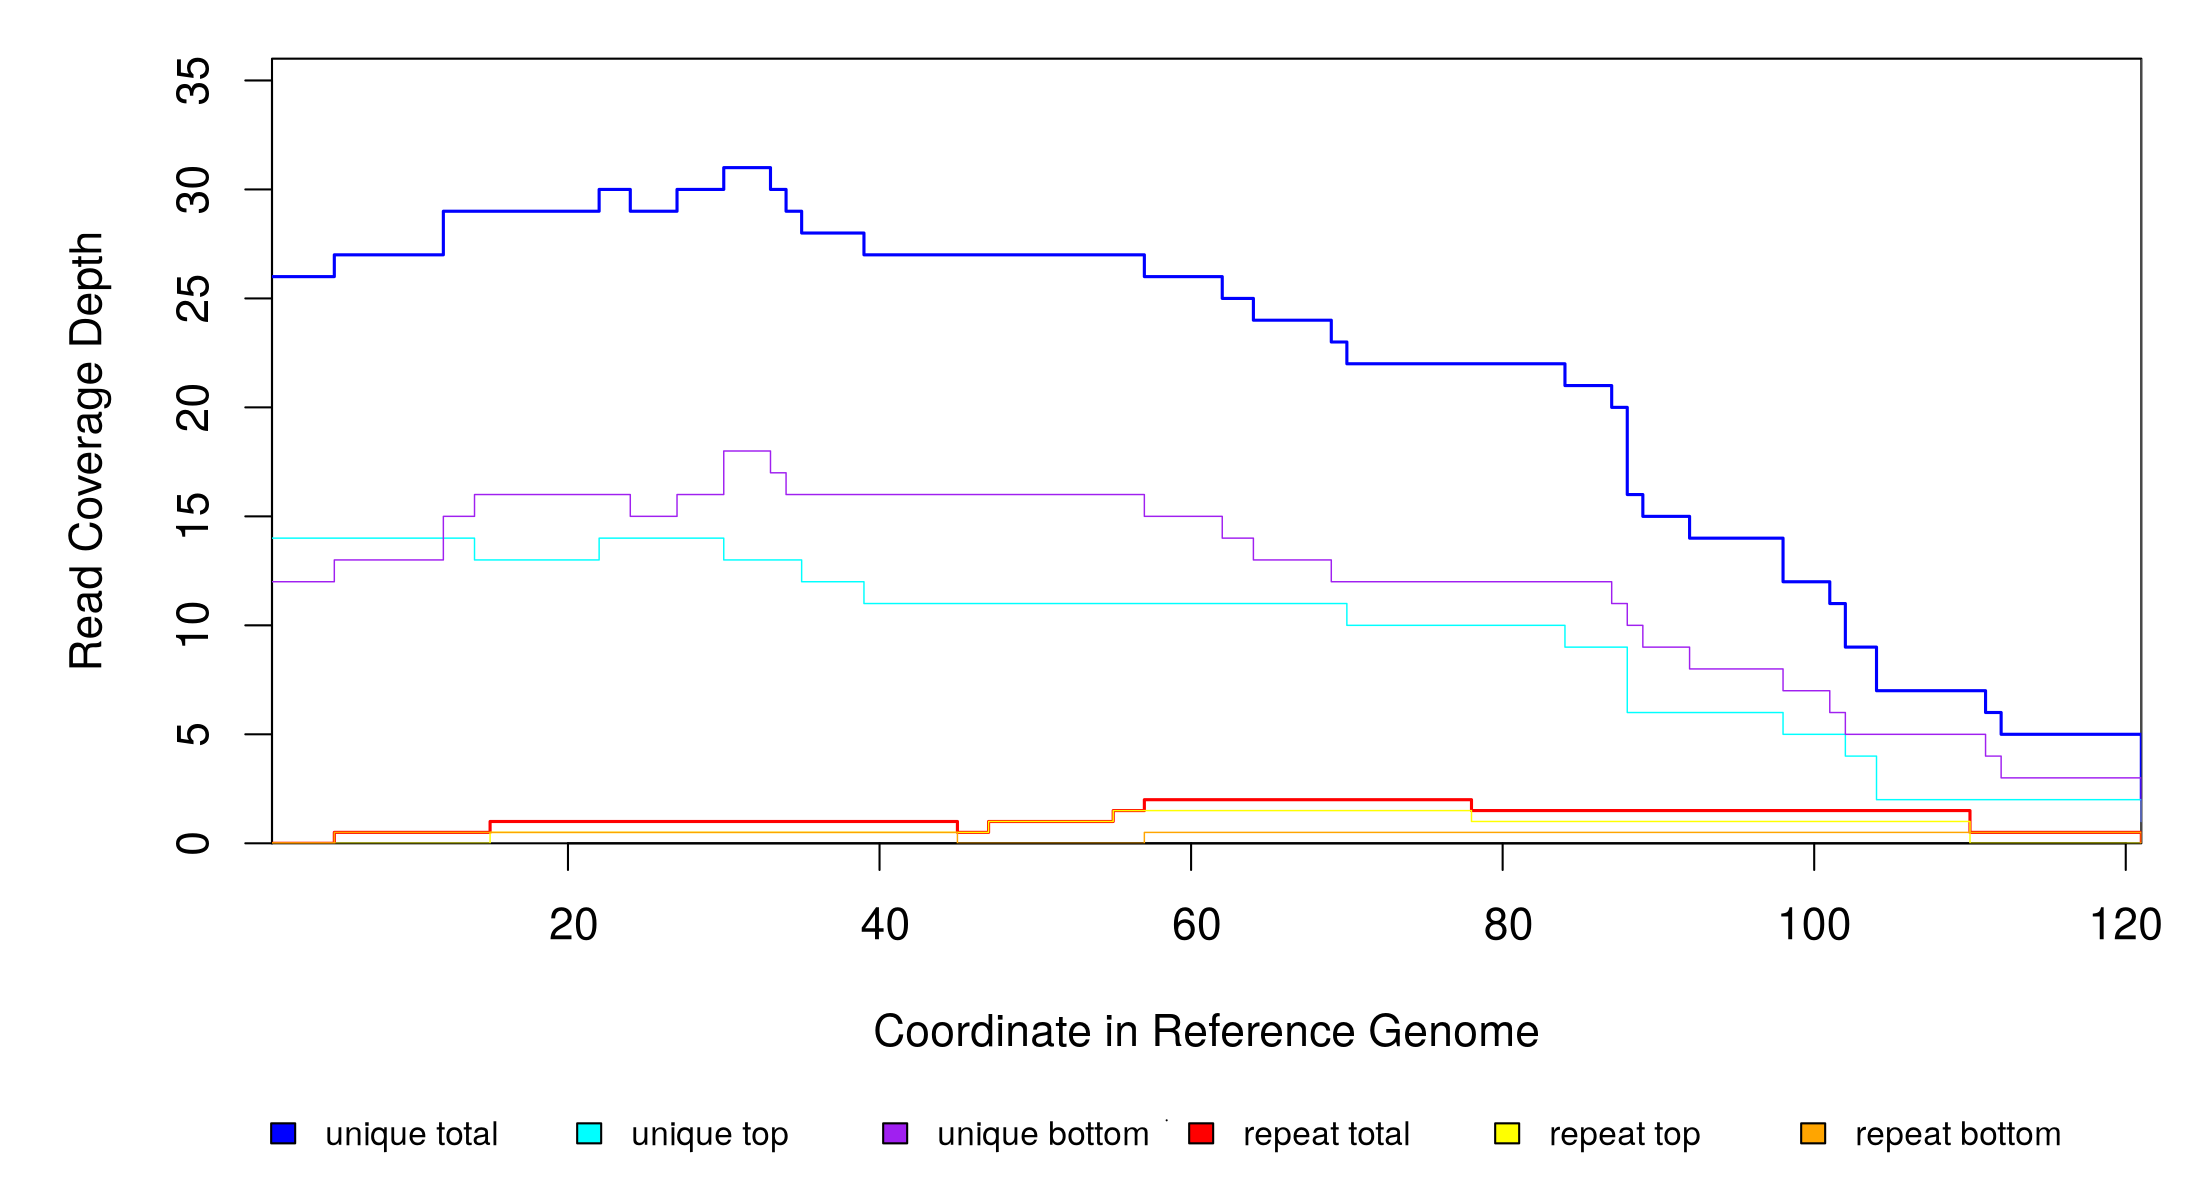 35
30
25
20
15
10
5
0
Read Coverage Depth
20 40 60 80 100 120
Coordinate in Reference Genome
unique total unique top unique bottom repeat total repeat top repeat bottom